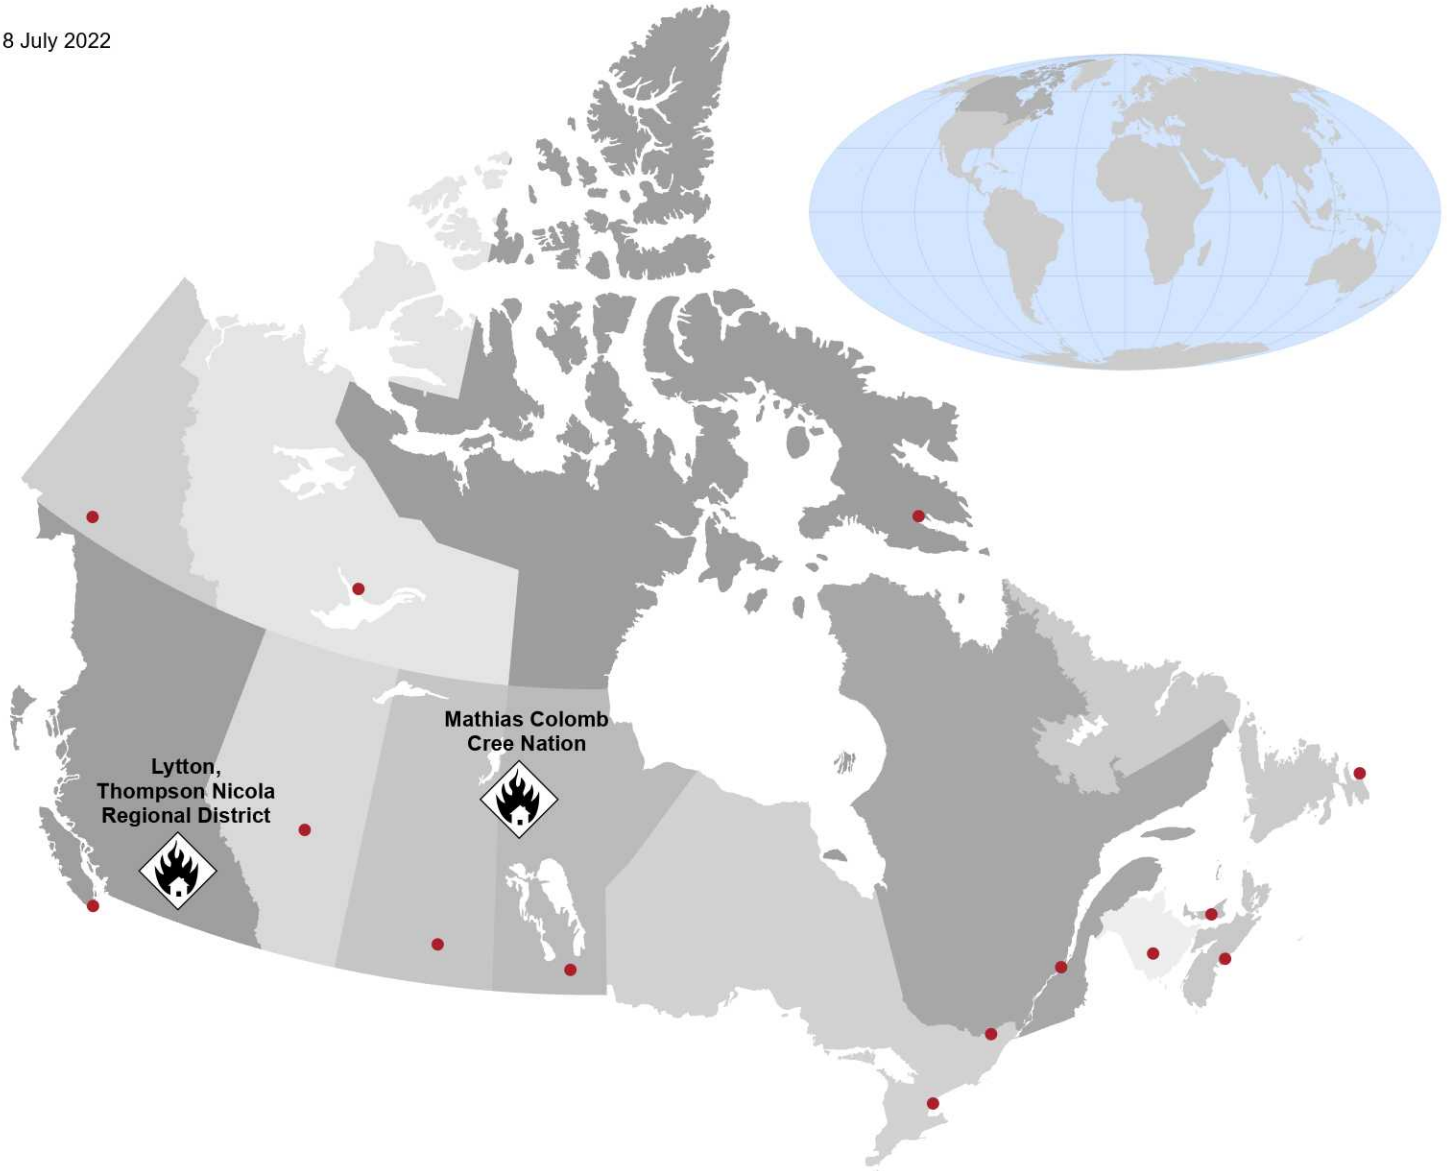 8 July 2022
Mathias Colomb
Cree Nation
Lytton,
Thompson Nicola
Regional District